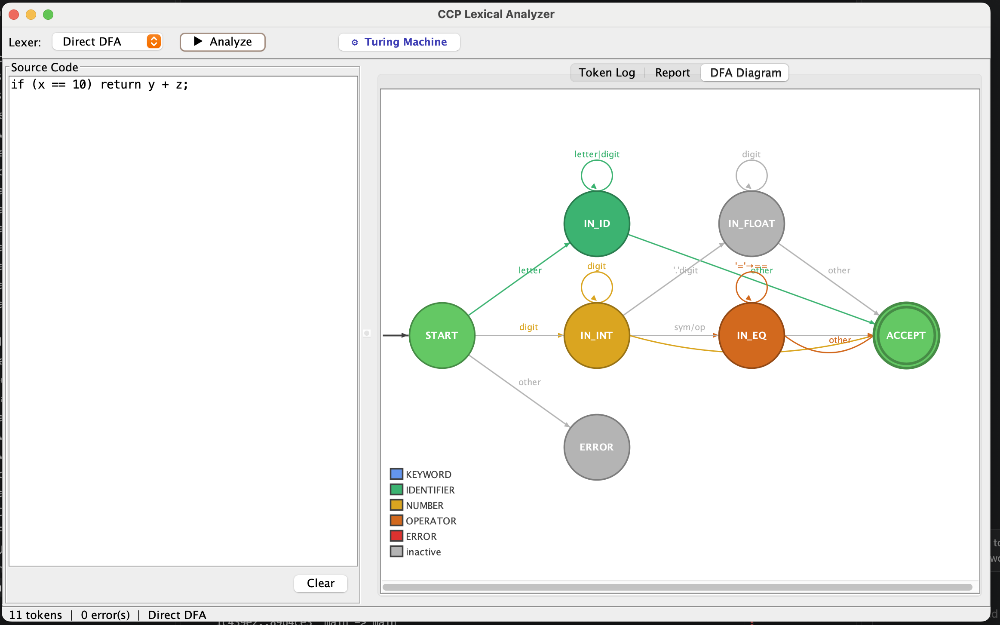 CCP Lexical Analyzer
Lexer: Direct DFA ▶ Analyze ⚙ Turing Machine
Source Code
if (x == 10) return y + z;
Token Log Report DFA Diagram
letter|digit
digit
IN_ID
IN_FLOAT
letter
digit
'.'digit
'='→==
other
other
START
digit
IN_INT
sym/op
IN_EQ
other
ACCEPT
other
ERROR
KEYWORD
IDENTIFIER
NUMBER
OPERATOR
ERROR
inactive
Clear
11 tokens | 0 error(s) | Direct DFA